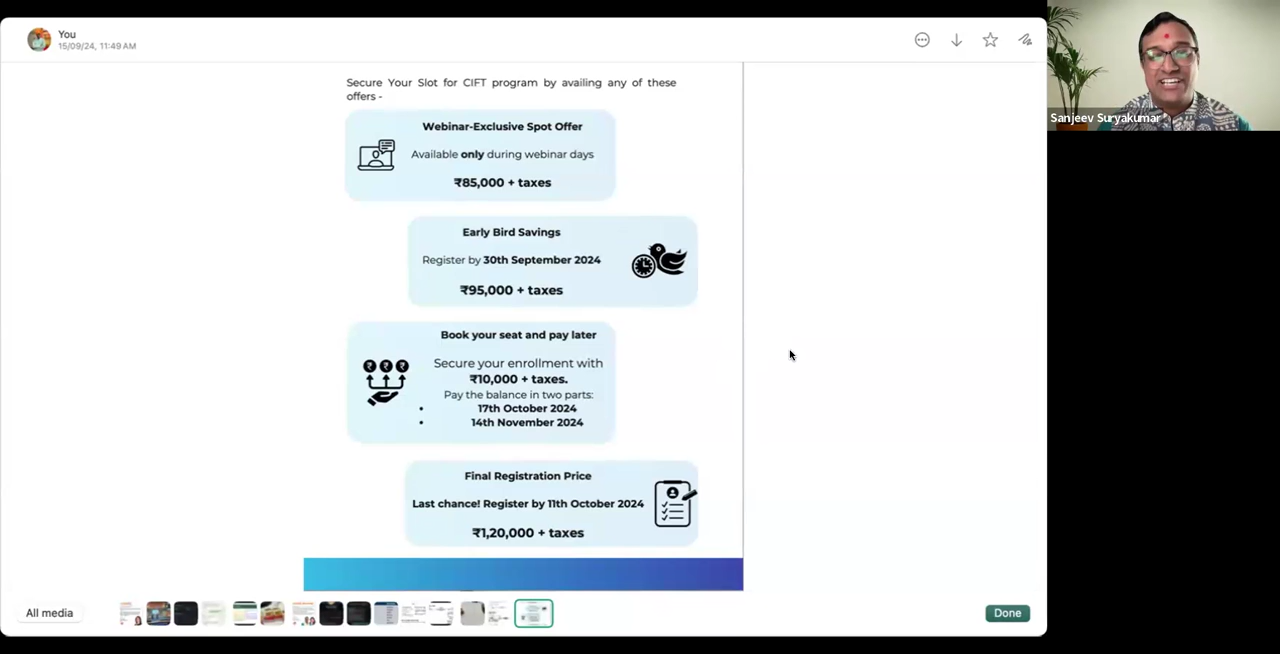 You
15/09/24, 11:49 AM
Secure Your Slot for CIFT program by availing any of these
offers -
Webinar-Exclusive Spot Offer
Available only during webinar days
₹85,000 + taxes
Early Bird Savings
Register by 30th September 2024
₹95,000 + taxes
Book your seat and pay later
Secure your enrollment with
₹10,000 + taxes.
Pay the balance in two parts:
• 17th October 2024
• 14th November 2024
Final Registration Price
Last chance! Register by 11th October 2024
₹1,20,000 + taxes
All media
Done
Sanjeev Suryakumar